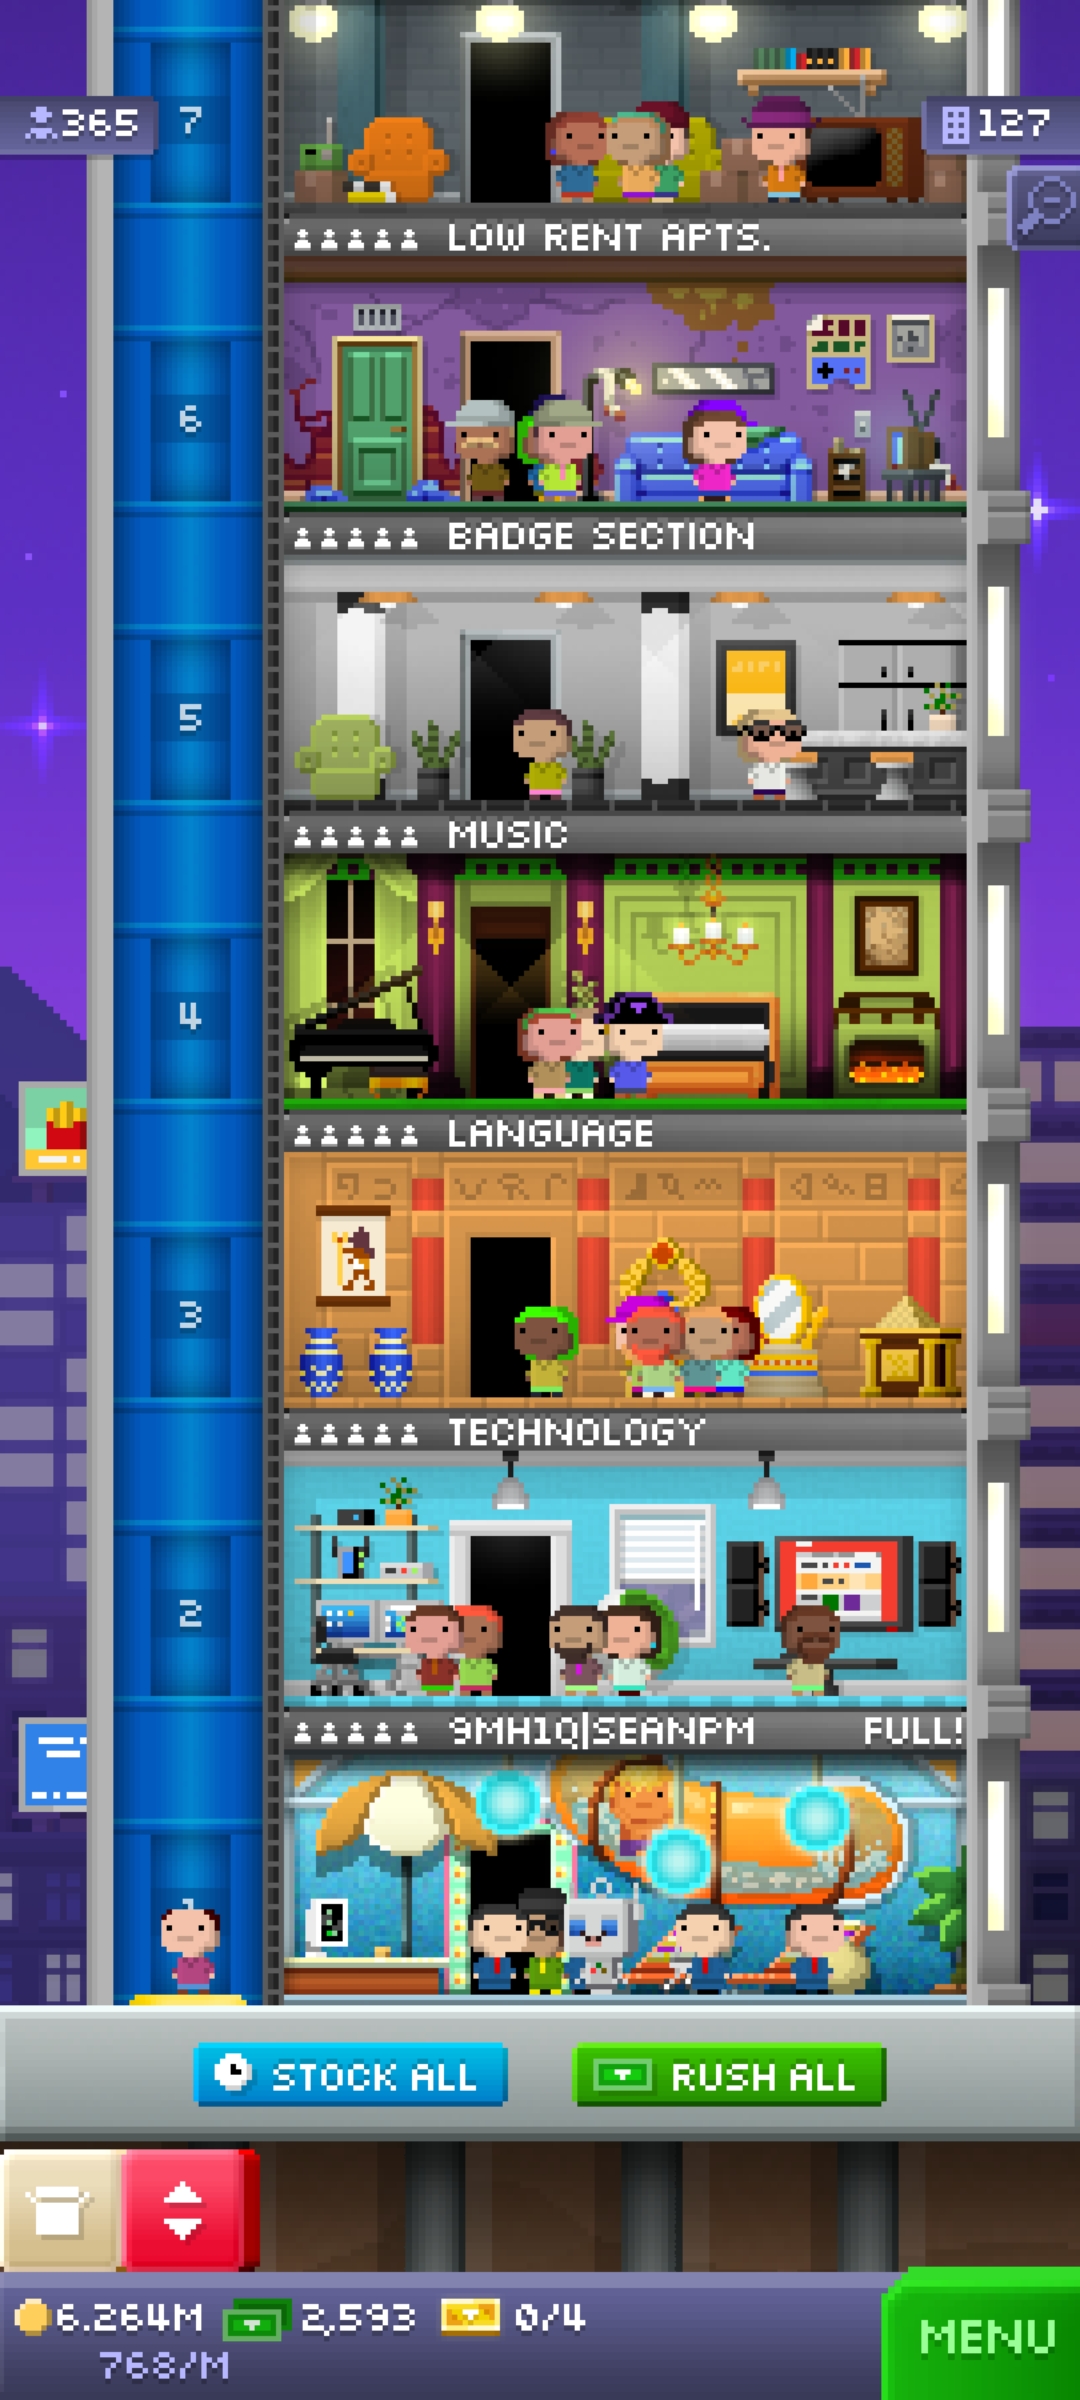 365
7
127
LOW RENT APTS.
6
BADGE SECTION
5
MUSIC
4
LANGUAGE
3
TECHNOLOGY
2
9MH1Q|SEANPM FULL!
STOCK ALL
RUSH ALL
6.264M 2,593 0/4
768/M
MENU